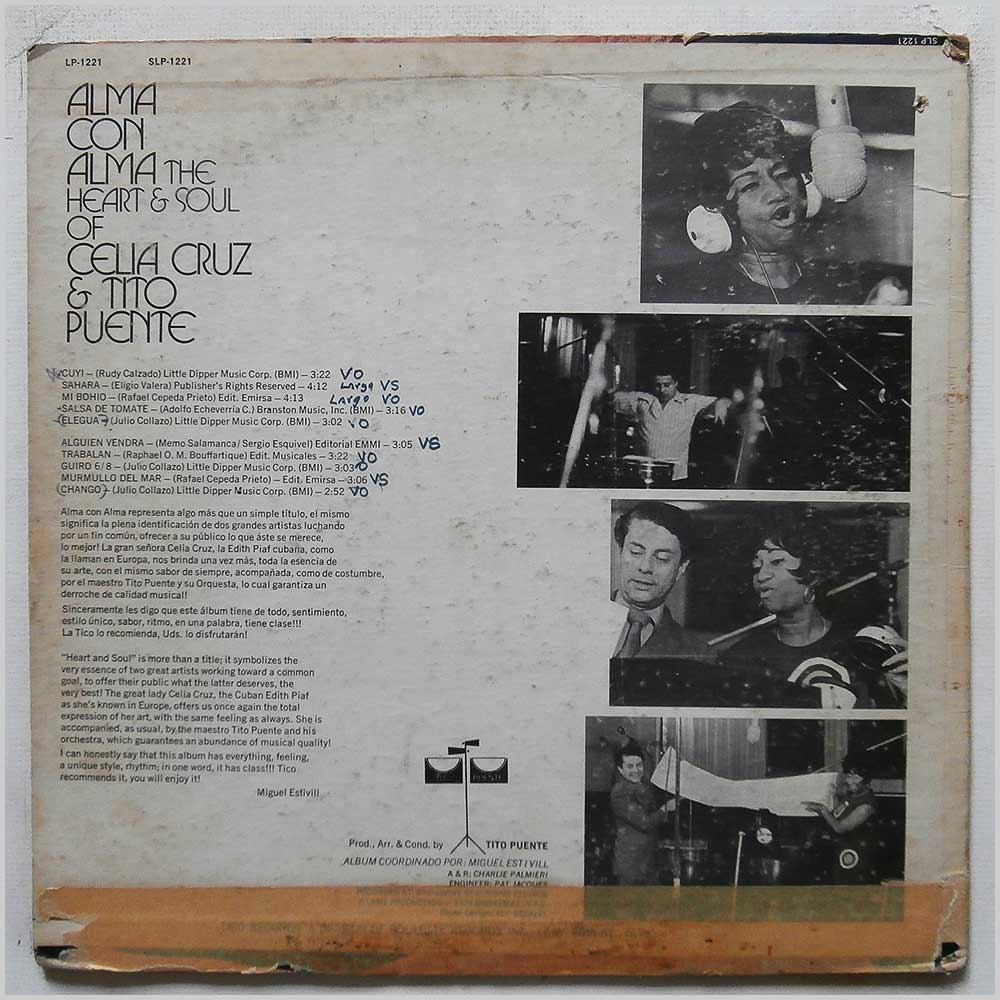 SLP 1221
LP-1221 SLP-1221
ALMA
CON
ALMA THE
HEART & SOUL
OF
CELIA CRUZ
& TITO
PUENTE
CUYI – (Rudy Calzado) Little Dipper Music Corp. (BMI) – 3:22 VO
SAHARA – (Eligio Valera) Publisher's Rights Reserved – 4:12 Largo VS
MI BOHIO – (Rafael Cepeda Prieto) Edit. Emirsa – 4:13 Largo VO
SALSA DE TOMATE – (Adolfo Echeverria C.) Branston Music, Inc. (BMI) – 3:16 VO
(ELEGUA) – (Julio Collazo) Little Dipper Music Corp. (BMI) – 3:02 VO
ALGUIEN VENDRA – (Memo Salamanca/ Sergio Esquivel) Editorial EMMI – 3:05 VS
TRABALAN – (Raphael O. M. Bouffartique) Edit. Musicales – 3:22 VO
GUIRO 6/8 – (Julio Collazo) Little Dipper Music Corp. (BMI) – 3:03
MURMULLO DEL MAR – (Rafael Cepeda Prieto) – Edit. Emirsa – 3:06 VS
(CHANGO) – (Julio Collazo) Little Dipper Music Corp. (BMI) – 2:52 VO
Alma con Alma representa algo más que un simple título, el mismo
significa la plena identificación de dos grandes artistas luchando
por un fin común, ofrecer a su público lo que áste se merece,
lo mejor! La gran señora Celia Cruz, la Edith Piaf cubana, como
la llaman en Europa, nos brinda una vez más, toda la esencia de
su arte, con el mismo sabor de siempre, acompañada, como de costumbre,
por el maestro Tito Puente y su Orquesta, lo cual garantiza un
derroche de calidad musical!
Sinceramente les digo que este álbum tiene de todo, sentimiento,
estilo único, sabor, ritmo, en una palabra, tiene clase!!!
La Tico lo recomienda, Uds. lo disfrutarán!
"Heart and Soul" is more than a title; it symbolizes the
very essence of two great artists working toward a common
goal, to offer their public what the latter deserves, the
very best! The great lady Celia Cruz, the Cuban Edith Piaf
as she's known in Europe, offers us once again the total
expression of her art, with the same feeling as always. She is
accompanied, as usual, by the maestro Tito Puente and his
orchestra, which guarantees an abundance of musical quality!
I can honestly say that this album has everything, feeling,
a unique style, rhythm; in one word, it has class!!! Tico
recommends it, you will enjoy it!
Miguel Estivill
PUENTE
Prod., Arr. & Cond. by TITO PUENTE
ALBUM COORDINADO POR: MIGUEL ESTIVILL
A & R: CHARLIE PALMIERI
ENGINEER: PAT JACQUES